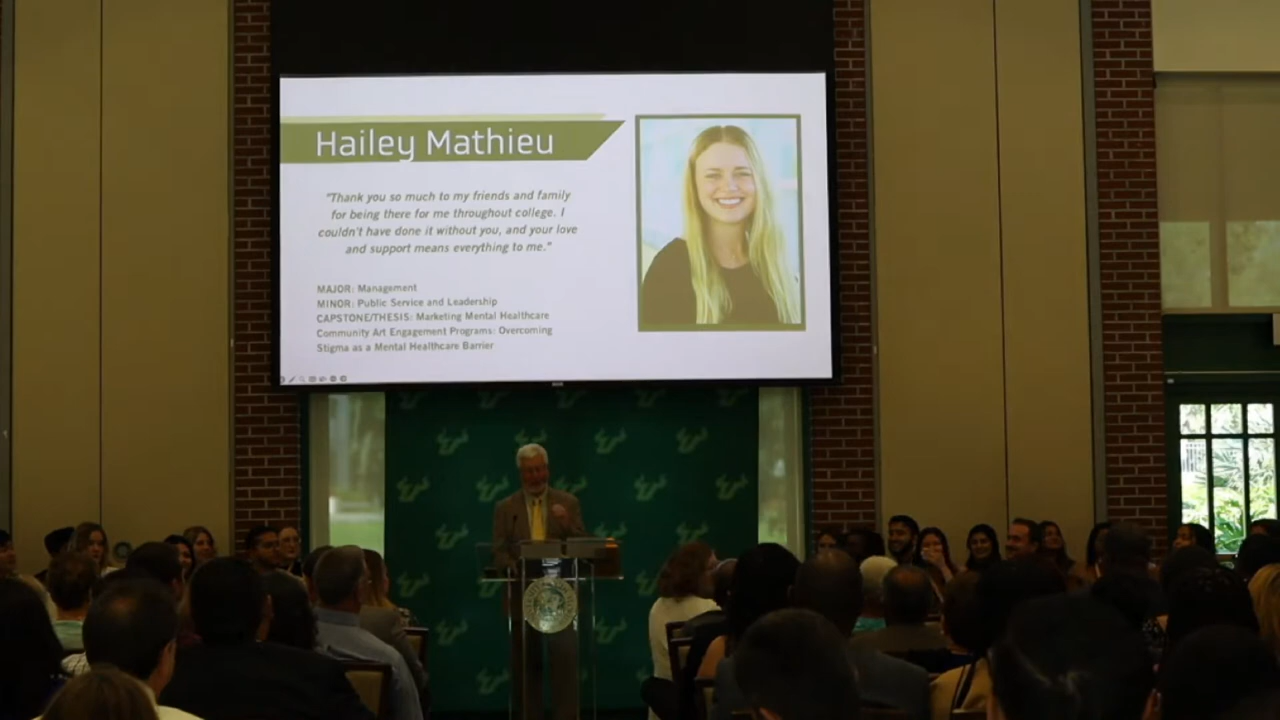 Hailey Mathieu
"Thank you so much to my friends and family
for being there for me throughout college. I
couldn't have done it without you, and your love
and support means everything to me."
MAJOR: Management
MINOR: Public Service and Leadership
CAPSTONE/THESIS: Marketing Mental Healthcare
Community Art Engagement Programs: Overcoming
Stigma as a Mental Healthcare Barrier